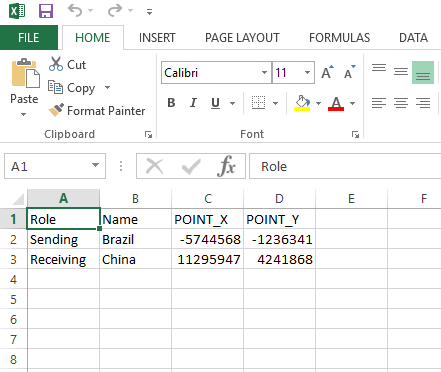 FILE HOME INSERT PAGE LAYOUT FORMULAS DATA
Paste
Cut
Copy
Format Painter
Clipboard
Calibri 11 A A
B I U A
Font
A1 fx Role
A B C D E F
1 Role Name POINT_X POINT_Y
2 Sending Brazil -5744568 -1236341
3 Receiving China 11295947 4241868
4
5
6
7
8